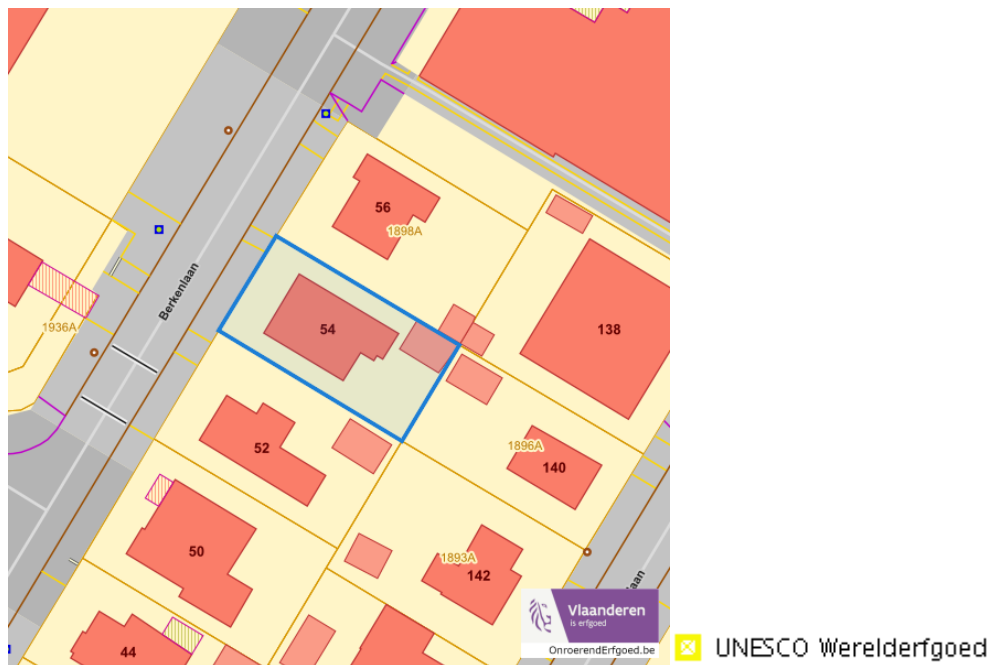 56
1898A
Berkenlaan
54
138
1936A
52
1896A
140
50
1893A
142
laan
44
Vlaanderen
is erfgoed
OnroerendErfgoed.be
UNESCO Werelderfgoed